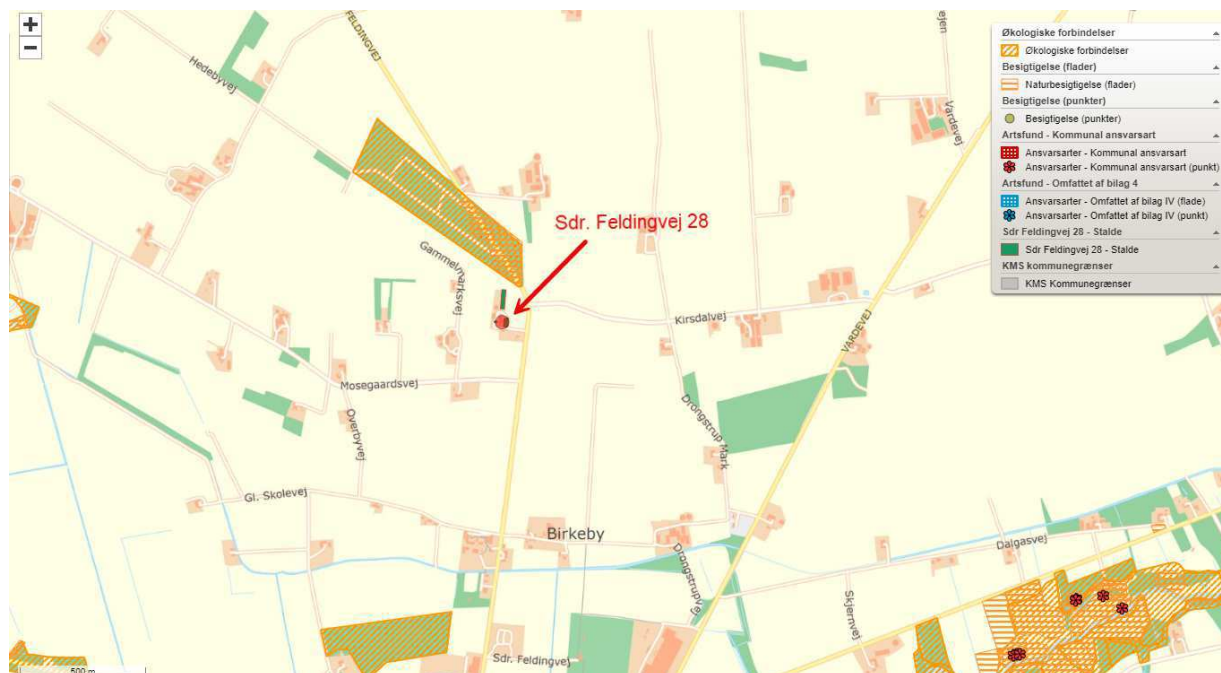 +
−
Hedebyvej
FELDINGVEJ
Vardevej
Sdr. Feldingvej 28
Gammelmarksvej
Kirsdalvej
VARDEVEJ
Mosegaardsvej
Overbyvej
Drongstrup Mark
Gl. Skolevej
Birkeby
Dalgasvej
Drongstrupvej
Skjernvej
Sdr. Feldingvej
500 m
Økologiske forbindelser
Økologiske forbindelser
Besigtigelse (flader)
Naturbesigtigelse (flader)
Besigtigelse (punkter)
Besigtigelse (punkter)
Artsfund - Kommunal ansvarsart
Ansvarsarter - Kommunal ansvarsart
Ansvarsarter - Kommunal ansvarsart (punkt)
Artsfund - Omfattet af bilag 4
Ansvarsarter - Omfattet af bilag IV (flade)
Ansvarsarter - Omfattet af bilag IV (punkt)
Sdr Feldingvej 28 - Stalde
Sdr Feldingvej 28 - Stalde
KMS kommunegrænser
KMS Kommunegrænser